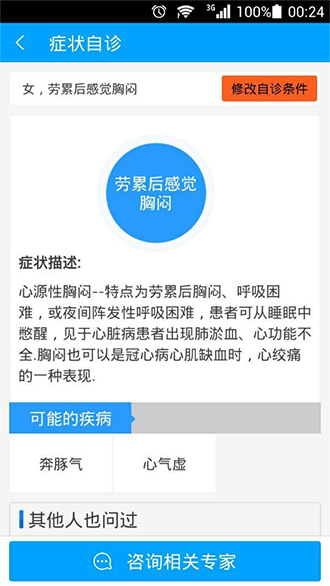 3G 100% 00:24
症状自诊
女，劳累后感觉胸闷
修改自诊条件
劳累后感觉
胸闷
症状描述:
心源性胸闷--特点为劳累后胸闷、呼吸困
难，或夜间阵发性呼吸困难，患者可从睡眠中
憋醒，见于心脏病患者出现肺淤血、心功能不
全.胸闷也可以是冠心病心肌缺血时，心绞痛
的一种表现.
可能的疾病
奔豚气 心气虚
其他人也问过
咨询相关专家